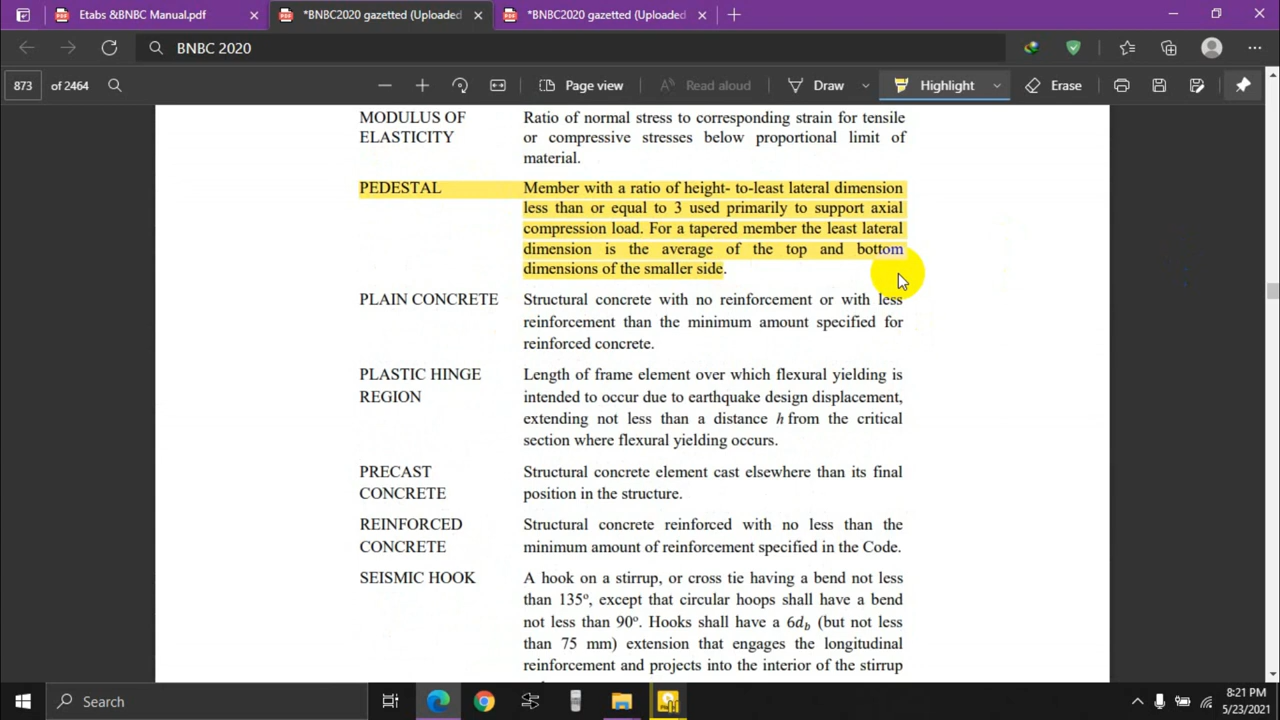 Etabs &BNBC Manual.pdf
*BNBC2020 gazetted (Uploaded
*BNBC2020 gazetted (Uploaded
BNBC 2020
873 of 2464
Page view
Read aloud
Draw
Highlight
Erase
MODULUS OF ELASTICITY
Ratio of normal stress to corresponding strain for tensile
or compressive stresses below proportional limit of
material.
PEDESTAL
Member with a ratio of height- to-least lateral dimension
less than or equal to 3 used primarily to support axial
compression load. For a tapered member the least lateral
dimension is the average of the top and bottom
dimensions of the smaller side.
PLAIN CONCRETE
Structural concrete with no reinforcement or with less
reinforcement than the minimum amount specified for
reinforced concrete.
PLASTIC HINGE
REGION
Length of frame element over which flexural yielding is
intended to occur due to earthquake design displacement,
extending not less than a distance h from the critical
section where flexural yielding occurs.
PRECAST
CONCRETE
Structural concrete element cast elsewhere than its final
position in the structure.
REINFORCED
CONCRETE
Structural concrete reinforced with no less than the
minimum amount of reinforcement specified in the Code.
SEISMIC HOOK
A hook on a stirrup, or cross tie having a bend not less
than 135º, except that circular hoops shall have a bend
not less than 90º. Hooks shall have a 6d_b (but not less
than 75 mm) extension that engages the longitudinal
reinforcement and projects into the interior of the stirrup
Search
8:21 PM
5/23/2021